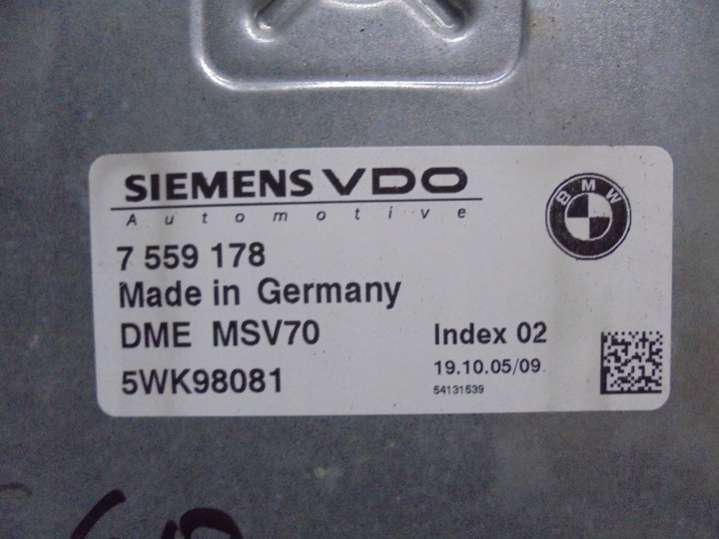 SIEMENS VDO
Automotive
BMW
7 559 178
Made in Germany
DME MSV70
Index 02
5WK98081
19.10.05/09
54131539